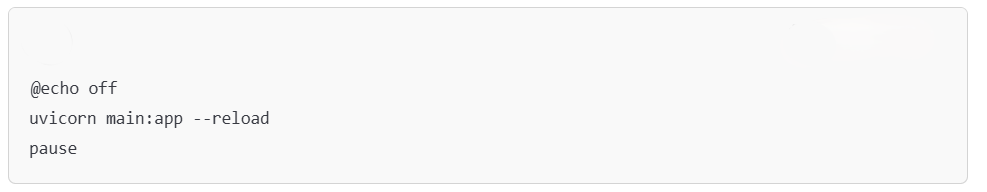 @echo off
uvicorn main:app --reload
pause